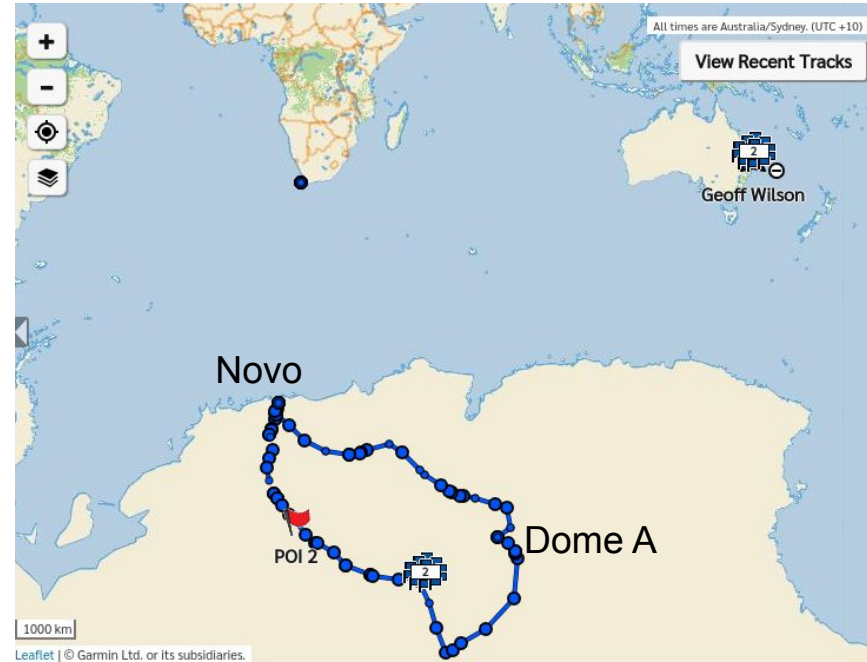 All times are Australia/Sydney. (UTC +10)
View Recent Tracks
+
−
2
Geoff Wilson
Novo
POI 2
2
Dome A
1000 km
Leaflet | © Garmin Ltd. or its subsidiaries.